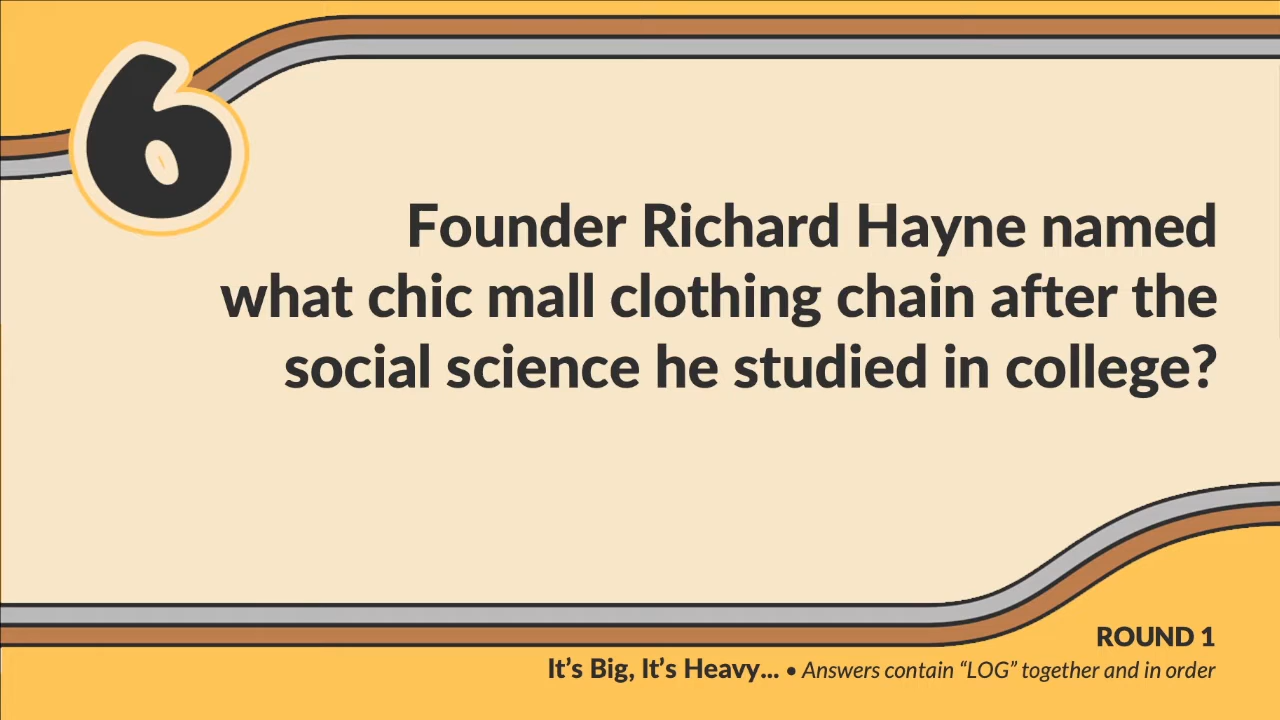 6
Founder Richard Hayne named
what chic mall clothing chain after the
social science he studied in college?
ROUND 1
It’s Big, It’s Heavy... • Answers contain “LOG” together and in order